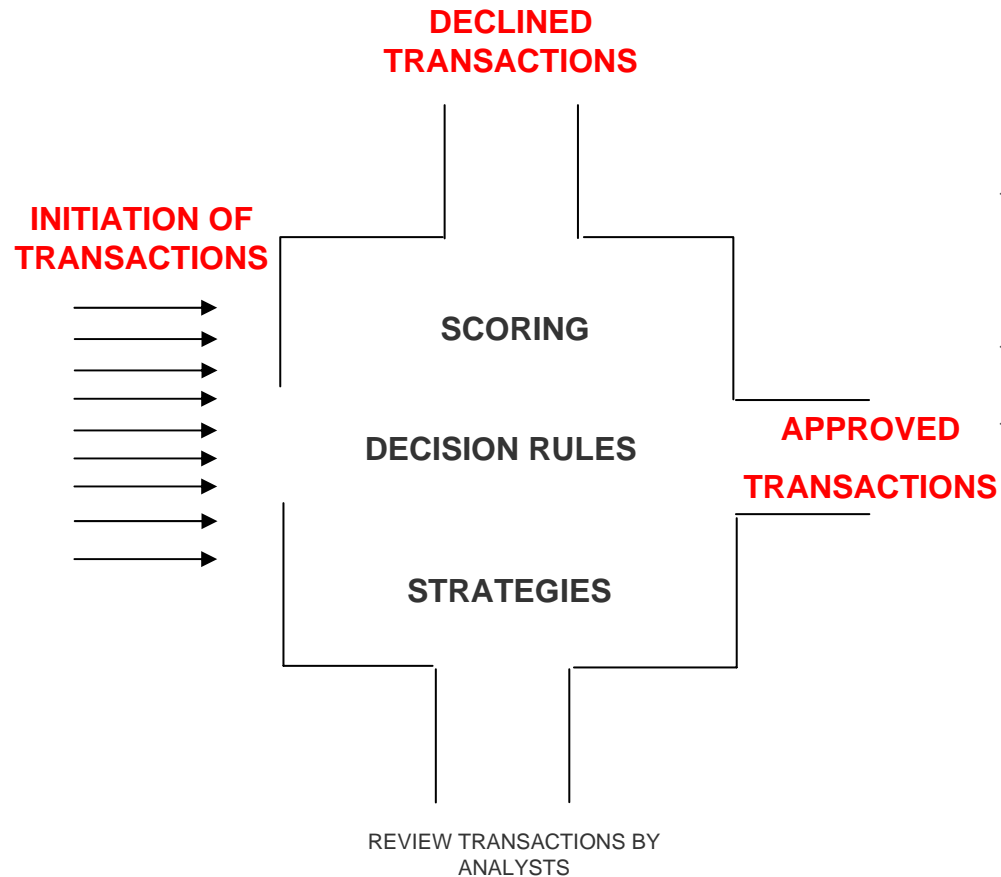 DECLINED
TRANSACTIONS
INITIATION OF
TRANSACTIONS
SCORING
DECISION RULES
APPROVED
TRANSACTIONS
STRATEGIES
REVIEW TRANSACTIONS BY
ANALYSTS